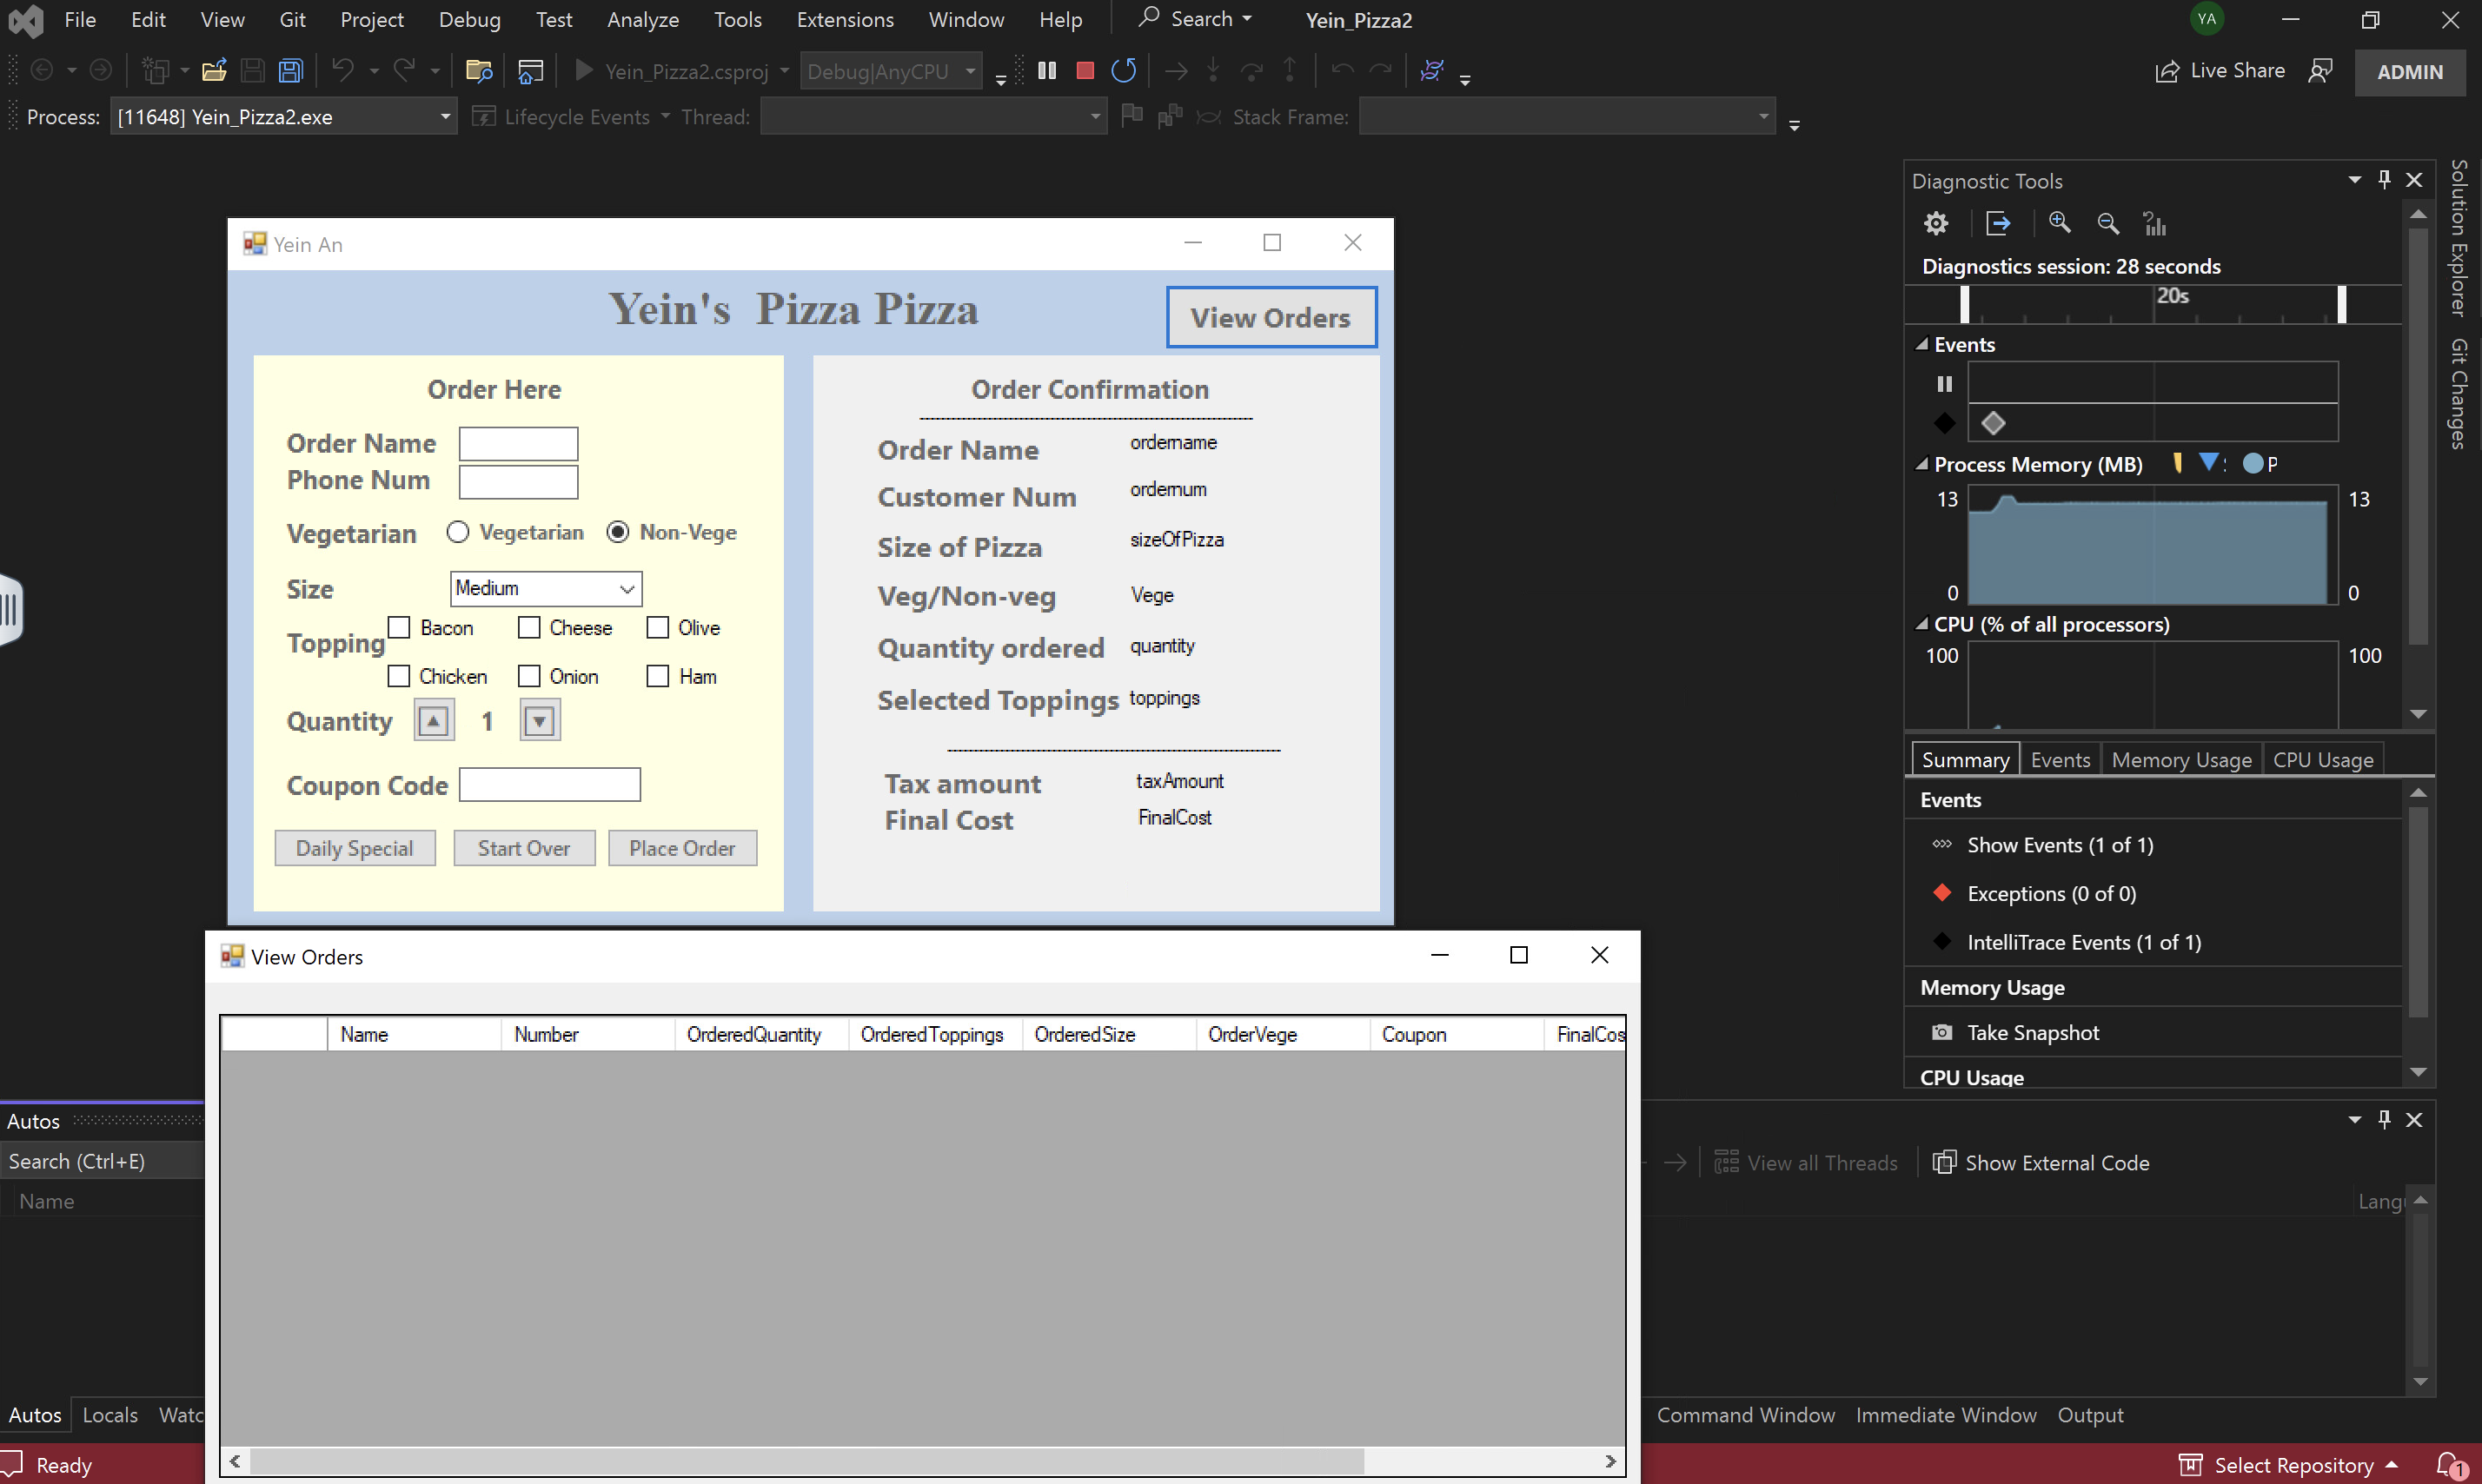 File Edit View Git Project Debug Test Analyze Tools Extensions Window Help Search Yein_Pizza2 YA
Yein_Pizza2.csproj Debug|AnyCPU Live Share ADMIN
Process: [11648] Yein_Pizza2.exe Lifecycle Events Thread: Stack Frame:
Solution Explorer
Git Changes
Diagnostic Tools
Diagnostics session: 28 seconds
20s
Events
Process Memory (MB) P
13 13
0 0
CPU (% of all processors)
100 100
Summary Events Memory Usage CPU Usage
Events
Show Events (1 of 1)
Exceptions (0 of 0)
IntelliTrace Events (1 of 1)
Memory Usage
Take Snapshot
CPU Usage
Yein An
Yein's Pizza Pizza
View Orders
Order Here
Order Name
Phone Num
Vegetarian Vegetarian Non-Vege
Size Medium
Topping Bacon Cheese Olive
Chicken Onion Ham
Quantity 1
Coupon Code
Daily Special Start Over Place Order
Order Confirmation
Order Name ordername
Customer Num ordernum
Size of Pizza sizeOfPizza
Veg/Non-veg Vege
Quantity ordered quantity
Selected Toppings toppings
Tax amount taxAmount
Final Cost FinalCost
View Orders
Name Number OrderedQuantity OrderedToppings OrderedSize OrderVege Coupon FinalCos
Autos
Search (Ctrl+E)
Name
View all Threads Show External Code
Lang
Autos Locals Watc
Command Window Immediate Window Output
Ready
Select Repository 1